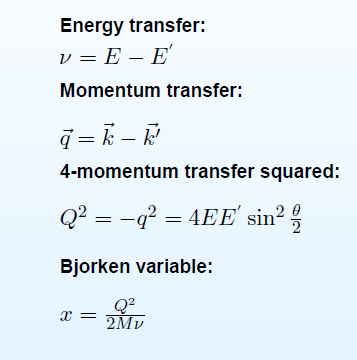 Energy transfer:
ν = E − E′
Momentum transfer:
q⃗ = k⃗ − k⃗′
4-momentum transfer squared:
Q² = −q² = 4EE′ sin² θ/2
Bjorken variable:
x = Q²/2Mν